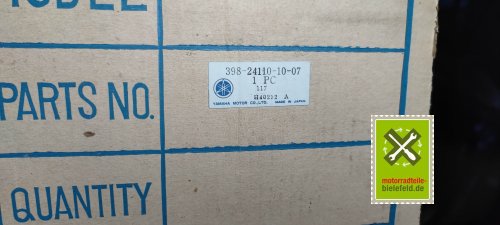 MODEL
398-24110-10-07
1 PC
117
H40212 A
YAMAHA MOTOR CO.,LTD. MADE IN JAPAN
PARTS NO.
QUANTITY
motorradteile-
bielefeld.de